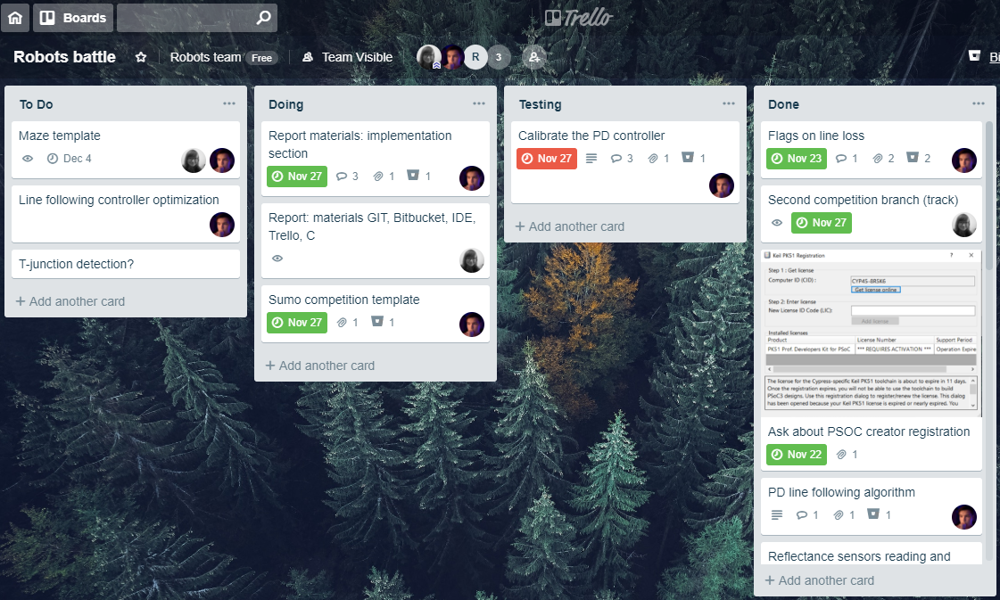 Boards
Trello
Robots battle
Robots team Free
Team Visible
R
3
Bi
To Do
Maze template
Dec 4
Line following controller optimization
T-junction detection?
+ Add another card
Doing
Report materials: implementation
section
Nov 27 3 1 1
Report: materials GIT, Bitbucket, IDE,
Trello, C
Sumo competition template
Nov 27 1 1
+ Add another card
Testing
Calibrate the PD controller
Nov 27 3 1 1
+ Add another card
Done
Flags on line loss
Nov 23 1 2 2
Second competition branch (track)
Nov 27
Keil PK51 Registration
Step 1 : Get license
Computer ID (CID) :
CYP45-8RSK6
Get license online
Step 2: Enter license
New License ID Code (LIC):
Add license
Installed licenses
Product License Number Support Period
PK51 Prof. Developers Kit for PSoC *** REQUIRES ACTIVATION *** Operation Expire
The license for the Cypress-specific Keil PK51 toolchain is about to expire in 11 days.
Once the registration expires, you will not be able to use the toolchain to build
PSoC3 designs. Use this registration dialog to register/renew the license. This dialog
has been opened because your Keil PK51 license is expired or nearly expired. You
Ask about PSOC creator registration
Nov 22 1
PD line following algorithm
1 1 1
Reflectance sensors reading and
+ Add another card